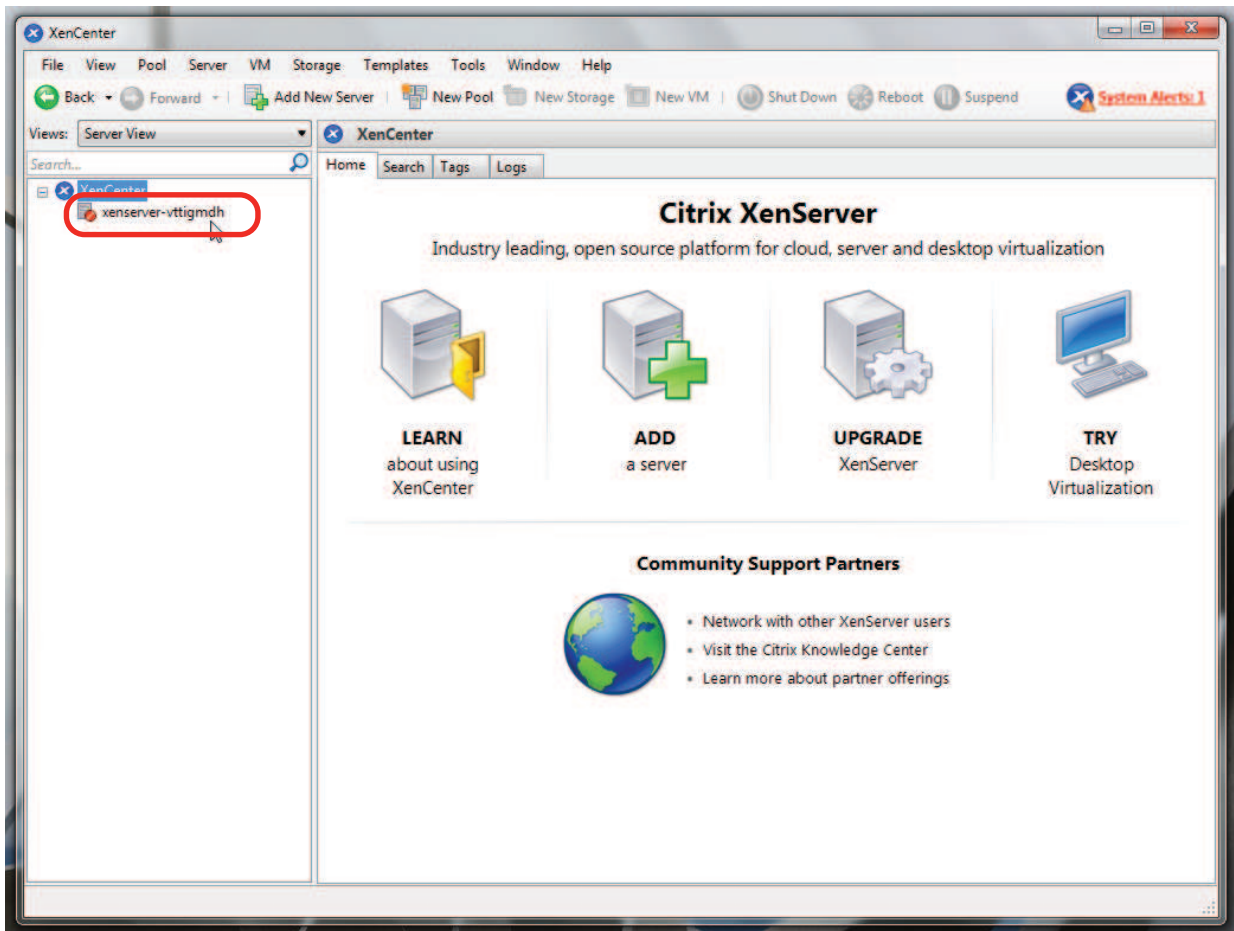 XenCenter
File View Pool Server VM Storage Templates Tools Window Help
Back Forward Add New Server New Pool New Storage New VM Shut Down Reboot Suspend System Alerts: 1
Views: Server View XenCenter
Search... Home Search Tags Logs
XenCenter
xenserver-vttigmdh
Citrix XenServer
Industry leading, open source platform for cloud, server and desktop virtualization
LEARN ADD UPGRADE TRY
about using a server XenServer Desktop
XenCenter Virtualization
Community Support Partners
• Network with other XenServer users
• Visit the Citrix Knowledge Center
• Learn more about partner offerings